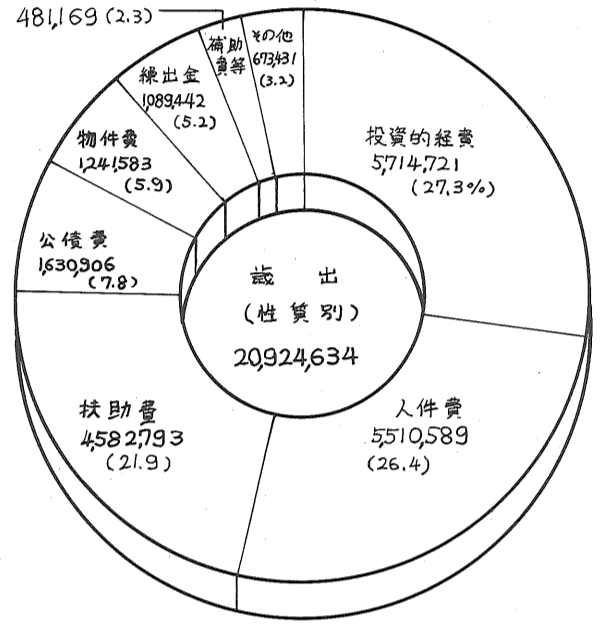 481,169(2.3)
補助
費等
その他
673,431
(3.2)
繰出金
1,089,442
(5.2)
投資的経費
5,714,721
(27.3%)
物件費
1,241,583
(5.9)
公債費
1,630,906
(7.8)
歳出
(性質別)
20,924,634
扶助費
4,582,793
(21.9)
人件費
5,510,589
(26.4)